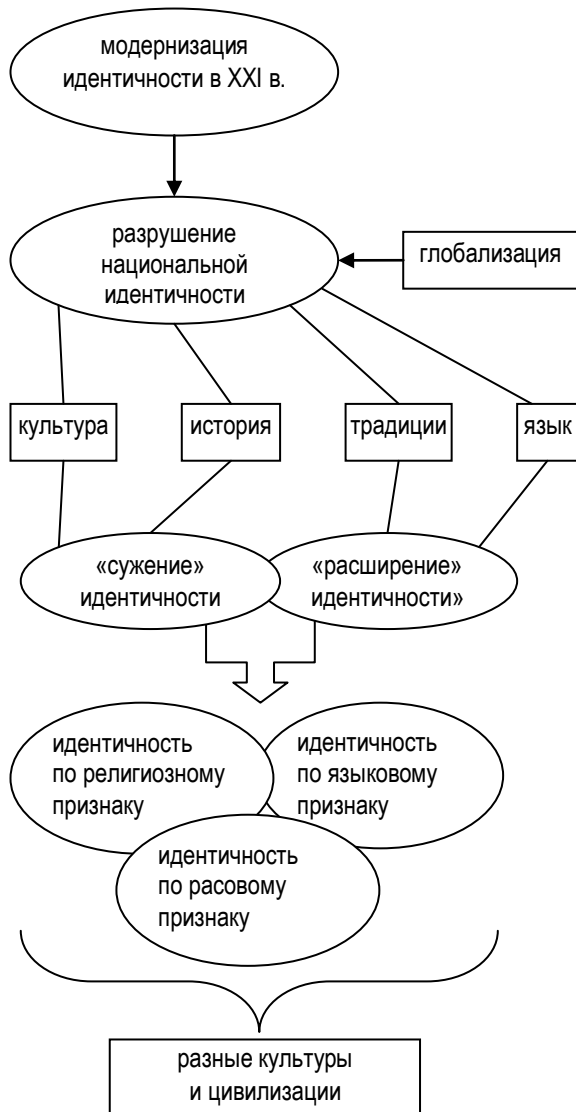 модернизация
идентичности в XXI в.
разрушение
национальной
идентичности
глобализация
культура
история
традиции
язык
«сужение»
идентичности
«расширение»
идентичности»
идентичность
по религиозному
признаку
идентичность
по языковому
признаку
идентичность
по расовому
признаку
разные культуры
и цивилизации